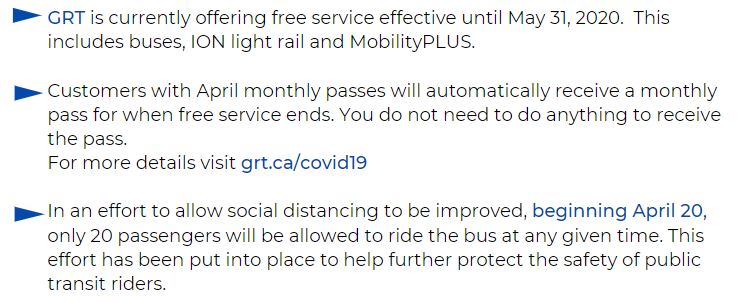 GRT is currently offering free service effective until May 31, 2020.  This
includes buses, ION light rail and MobilityPLUS.
Customers with April monthly passes will automatically receive a monthly
pass for when free service ends. You do not need to do anything to receive
the pass.
For more details visit grt.ca/covid19
In an effort to allow social distancing to be improved, beginning April 20,
only 20 passengers will be allowed to ride the bus at any given time. This
effort has been put into place to help further protect the safety of public
transit riders.